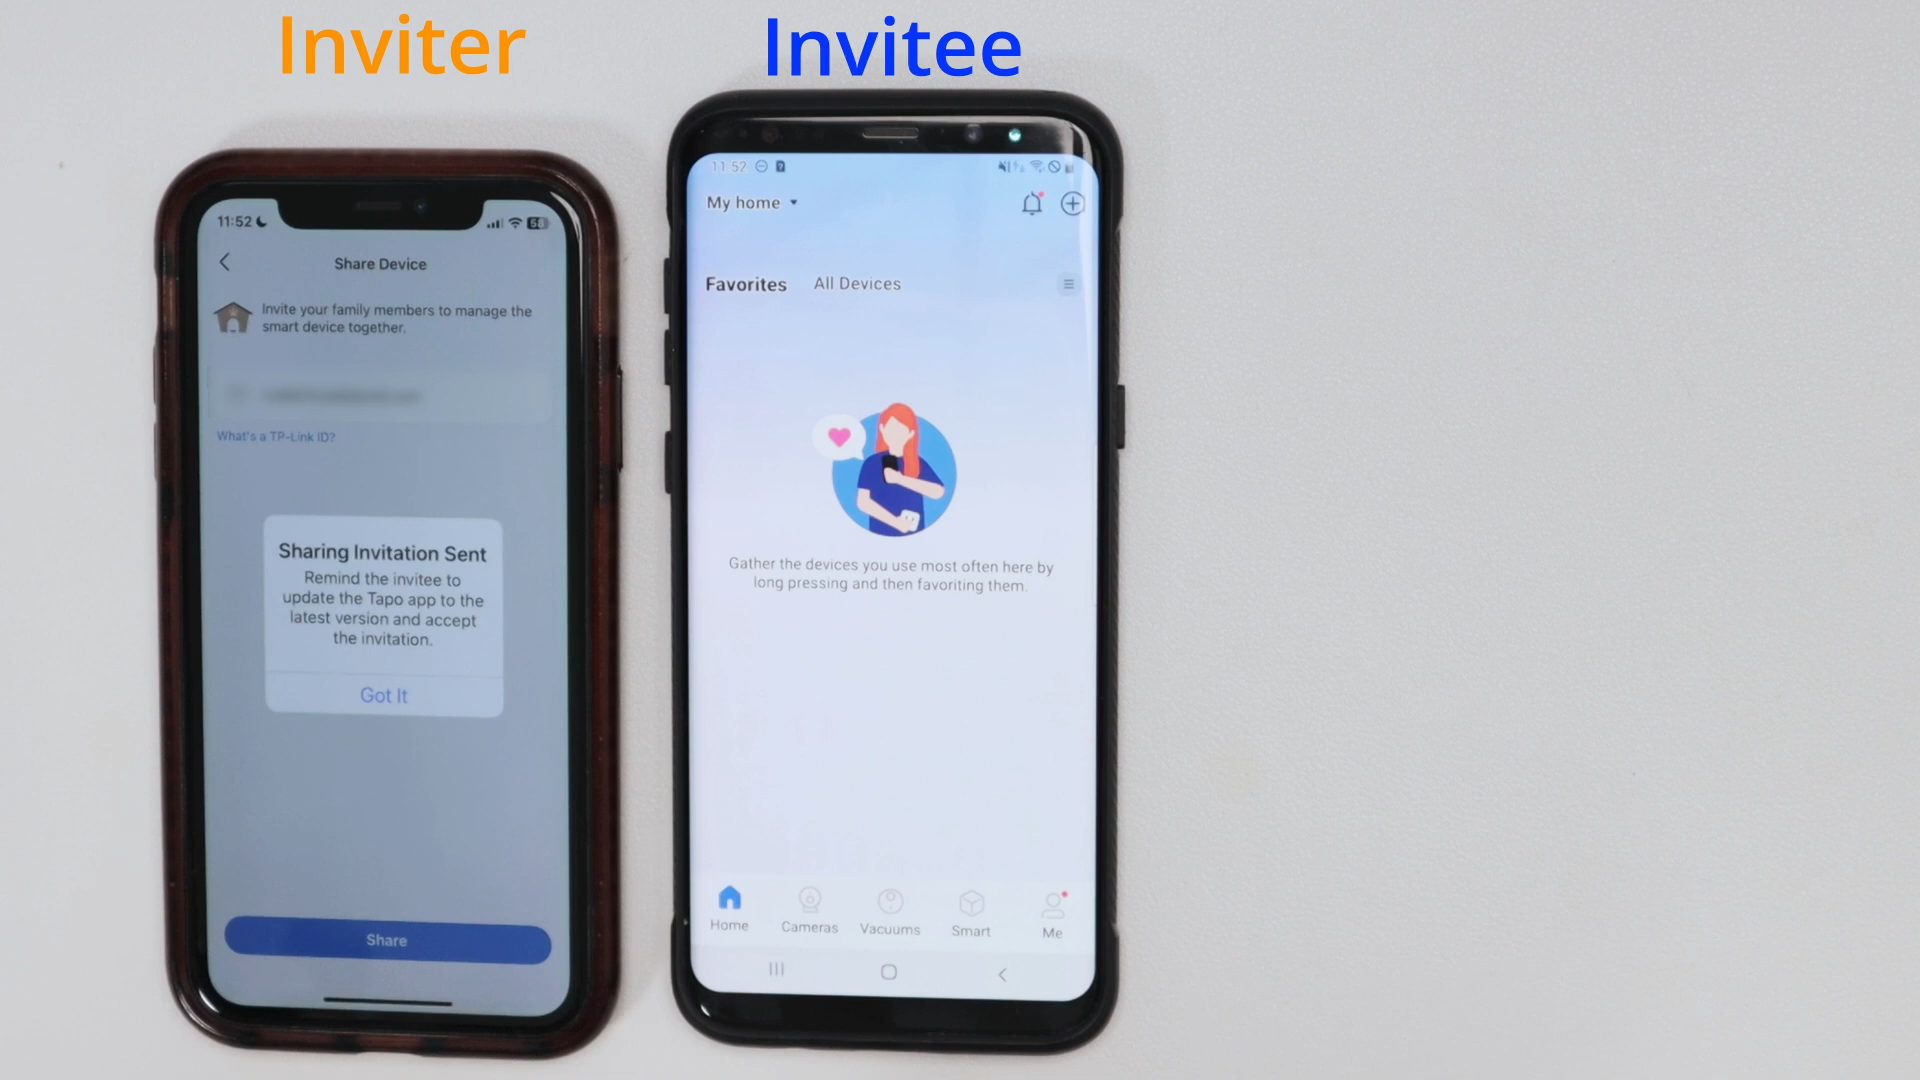 Inviter
Invitee
11:52
Share Device
Invite your family members to manage the
smart device together.
What's a TP-Link ID?
Sharing Invitation Sent
Remind the invitee to
update the Tapo app to the
latest version and accept
the invitation.
Got It
Share
11:52
My home
Favorites
All Devices
Gather the devices you use most often here by
long pressing and then favoriting them.
Home
Cameras
Vacuums
Smart
Me